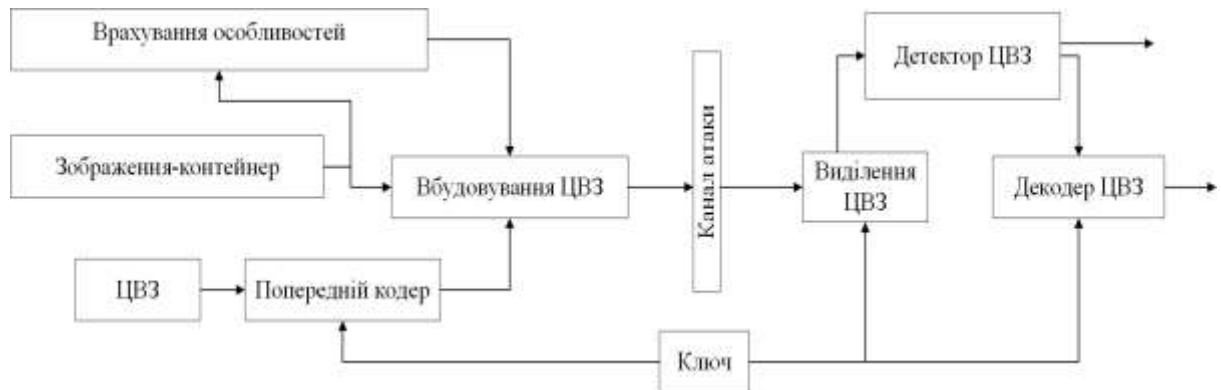 Врахування особливостей
Детектор ЦВЗ
Зображення-контейнер
Вбудовування ЦВЗ
Канал атаки
Виділення
ЦВЗ
Декодер ЦВЗ
ЦВЗ
Попередній кодер
Ключ